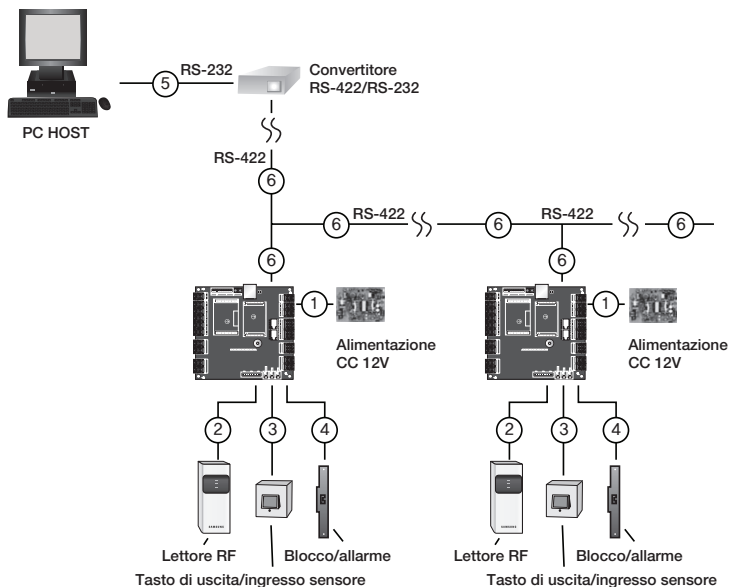 5
RS-232
Convertitore
RS-422/RS-232
PC HOST
RS-422
6
6
RS-422
6
RS-422
6
6
6
1
1
Alimentazione
CC 12V
Alimentazione
CC 12V
2
3
4
2
3
4
SAMSUNG
SAMSUNG
Lettore RF
Blocco/allarme
Lettore RF
Blocco/allarme
Tasto di uscita/ingresso sensore
Tasto di uscita/ingresso sensore